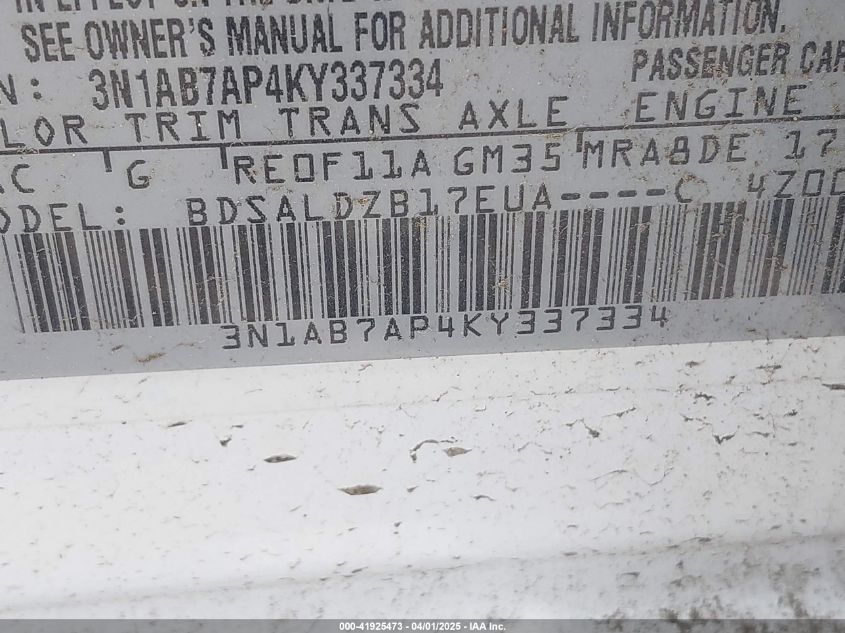 SEE OWNER'S MANUAL FOR ADDITIONAL INFORMATION.
N: 3N1AB7AP4KY337334 PASSENGER CAR
LOR TRIM TRANS AXLE ENGINE
AC G RE0F11A GM35 MRA8DE 17
ODEL: BDSALDZB17EUA----C 4Z00
3N1AB7AP4KY337334
000-41925473 - 04/01/2025 - IAA Inc.